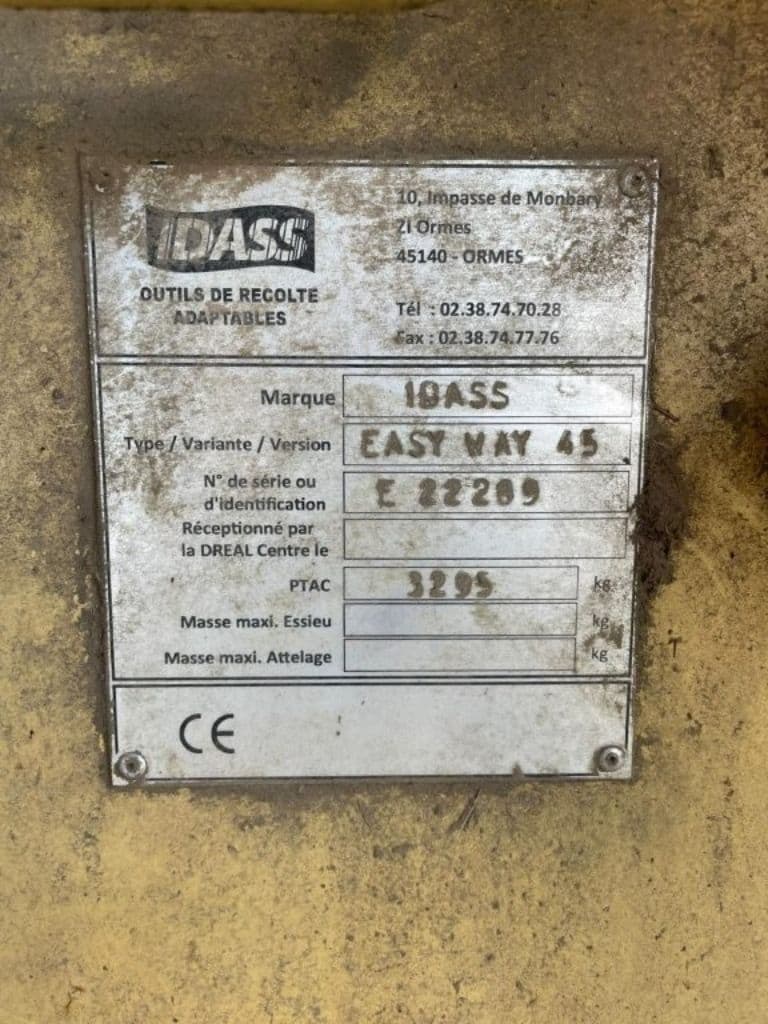 IDASS
OUTILS DE RECOLTE
ADAPTABLES
10, Impasse de Monbary
ZI Ormes
45140 - ORMES
Tél : 02.38.74.70.28
Fax : 02.38.74.77.76
Marque IDASS
Type / Variante / Version EASY WAY 45
N° de série ou
d'identification E 22209
Réceptionné par
la DREAL Centre le
PTAC 3295 kg
Masse maxi. Essieu kg
Masse maxi. Attelage kg
CE